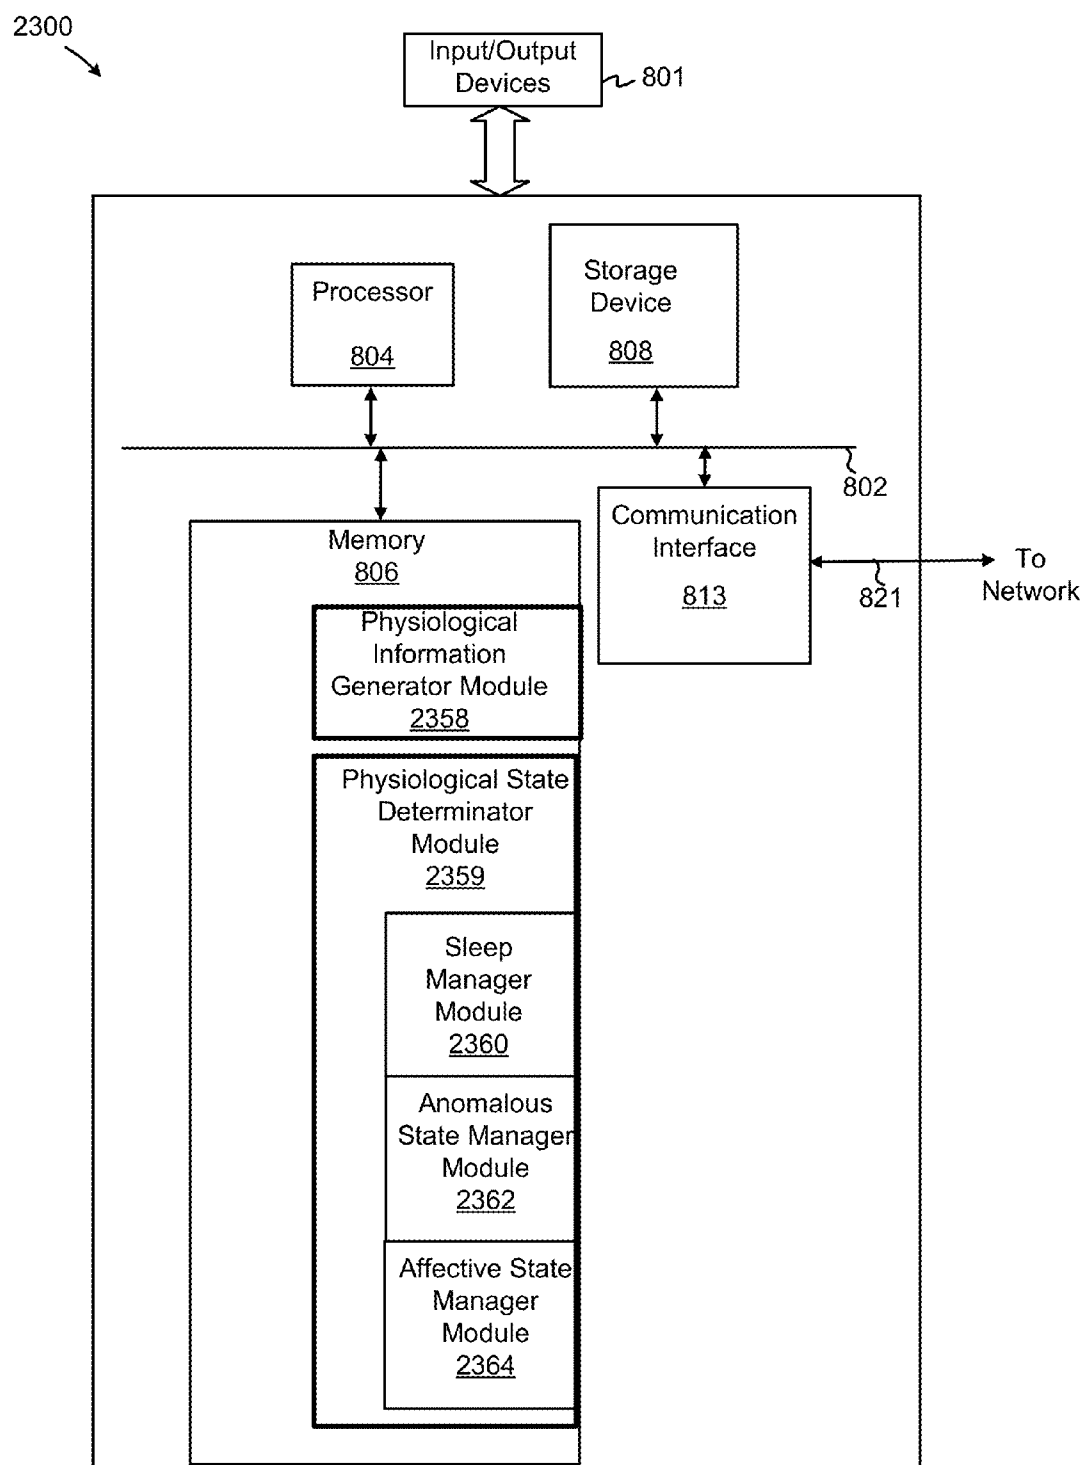 2300
Input/Output
Devices
801
Storage
Device
808
Processor
804
802
Communication
Interface
813
821
To
Network
Memory
806
Physiological
Information
Generator Module
2358
Physiological State
Determinator
Module
2359
Sleep
Manager
Module
2360
Anomalous
State Manager
Module
2362
Affective State
Manager
Module
2364